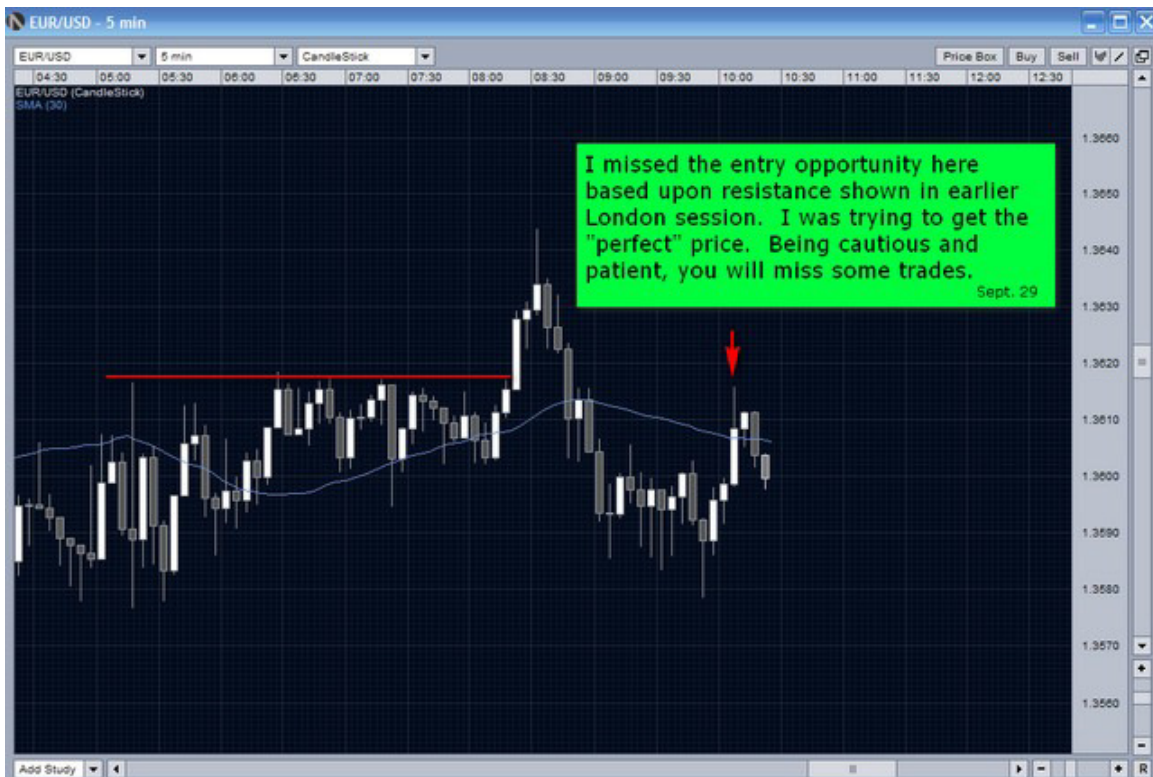 EUR/USD - 5 min
EUR/USD 5 min CandleStick Price Box Buy Sell
04:30 05:00 05:30 06:00 06:30 07:00 07:30 08:00 08:30 09:00 09:30 10:00 10:30 11:00 11:30 12:00 12:30
EUR/USD (CandleStick)
SMA (30)
1.3660
I missed the entry opportunity here
based upon resistance shown in earlier
London session. I was trying to get the
"perfect" price. Being cautious and
patient, you will miss some trades.
Sept. 29
1.3650
1.3640
1.3630
1.3620
1.3610
1.3600
1.3590
1.3580
1.3570
1.3560
Add Study R